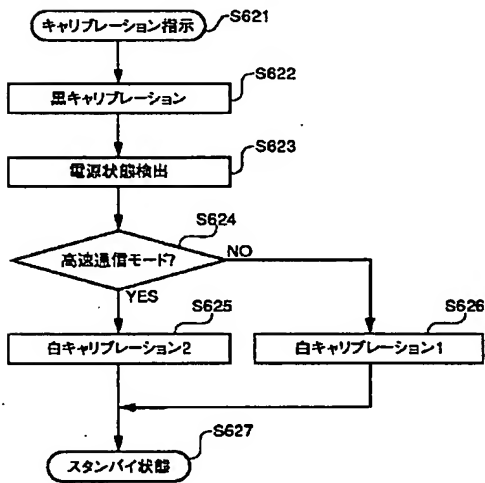 キャリブレーション指示
S621
S622
黒キャリブレーション
S623
電源状態検出
S624
高速通信モード?
NO
YES
S625
S626
白キャリブレーション2
白キャリブレーション1
S627
スタンバイ状態